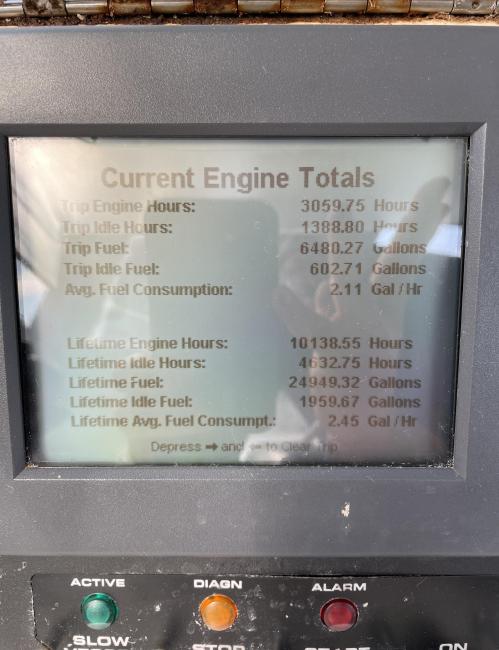 Current Engine Totals
Trip Engine Hours: 3059.75 Hours
Trip Idle Hours: 1388.80 Hours
Trip Fuel: 6480.27 Gallons
Trip Idle Fuel: 602.71 Gallons
Avg. Fuel Consumption: 2.11 Gal / Hr
Lifetime Engine Hours: 10138.55 Hours
Lifetime Idle Hours: 4632.75 Hours
Lifetime Fuel: 24949.32 Gallons
Lifetime Idle Fuel: 1959.67 Gallons
Lifetime Avg. Fuel Consumpt.: 2.45 Gal / Hr
Depress ➡ and ⬅ to Clear Trip
ACTIVE DIAGN ALARM
SLOW STOP ON